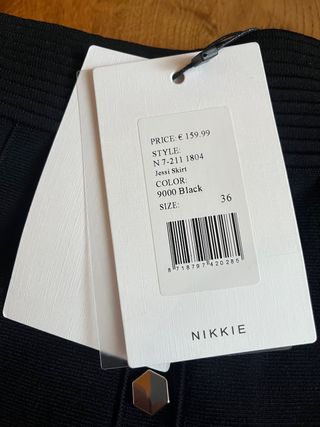 PRICE: € 159.99
STYLE:
N 7-211 1804
Jessi Skirt
COLOR:
9000 Black
SIZE: 36
8718797420285
NIKKIE